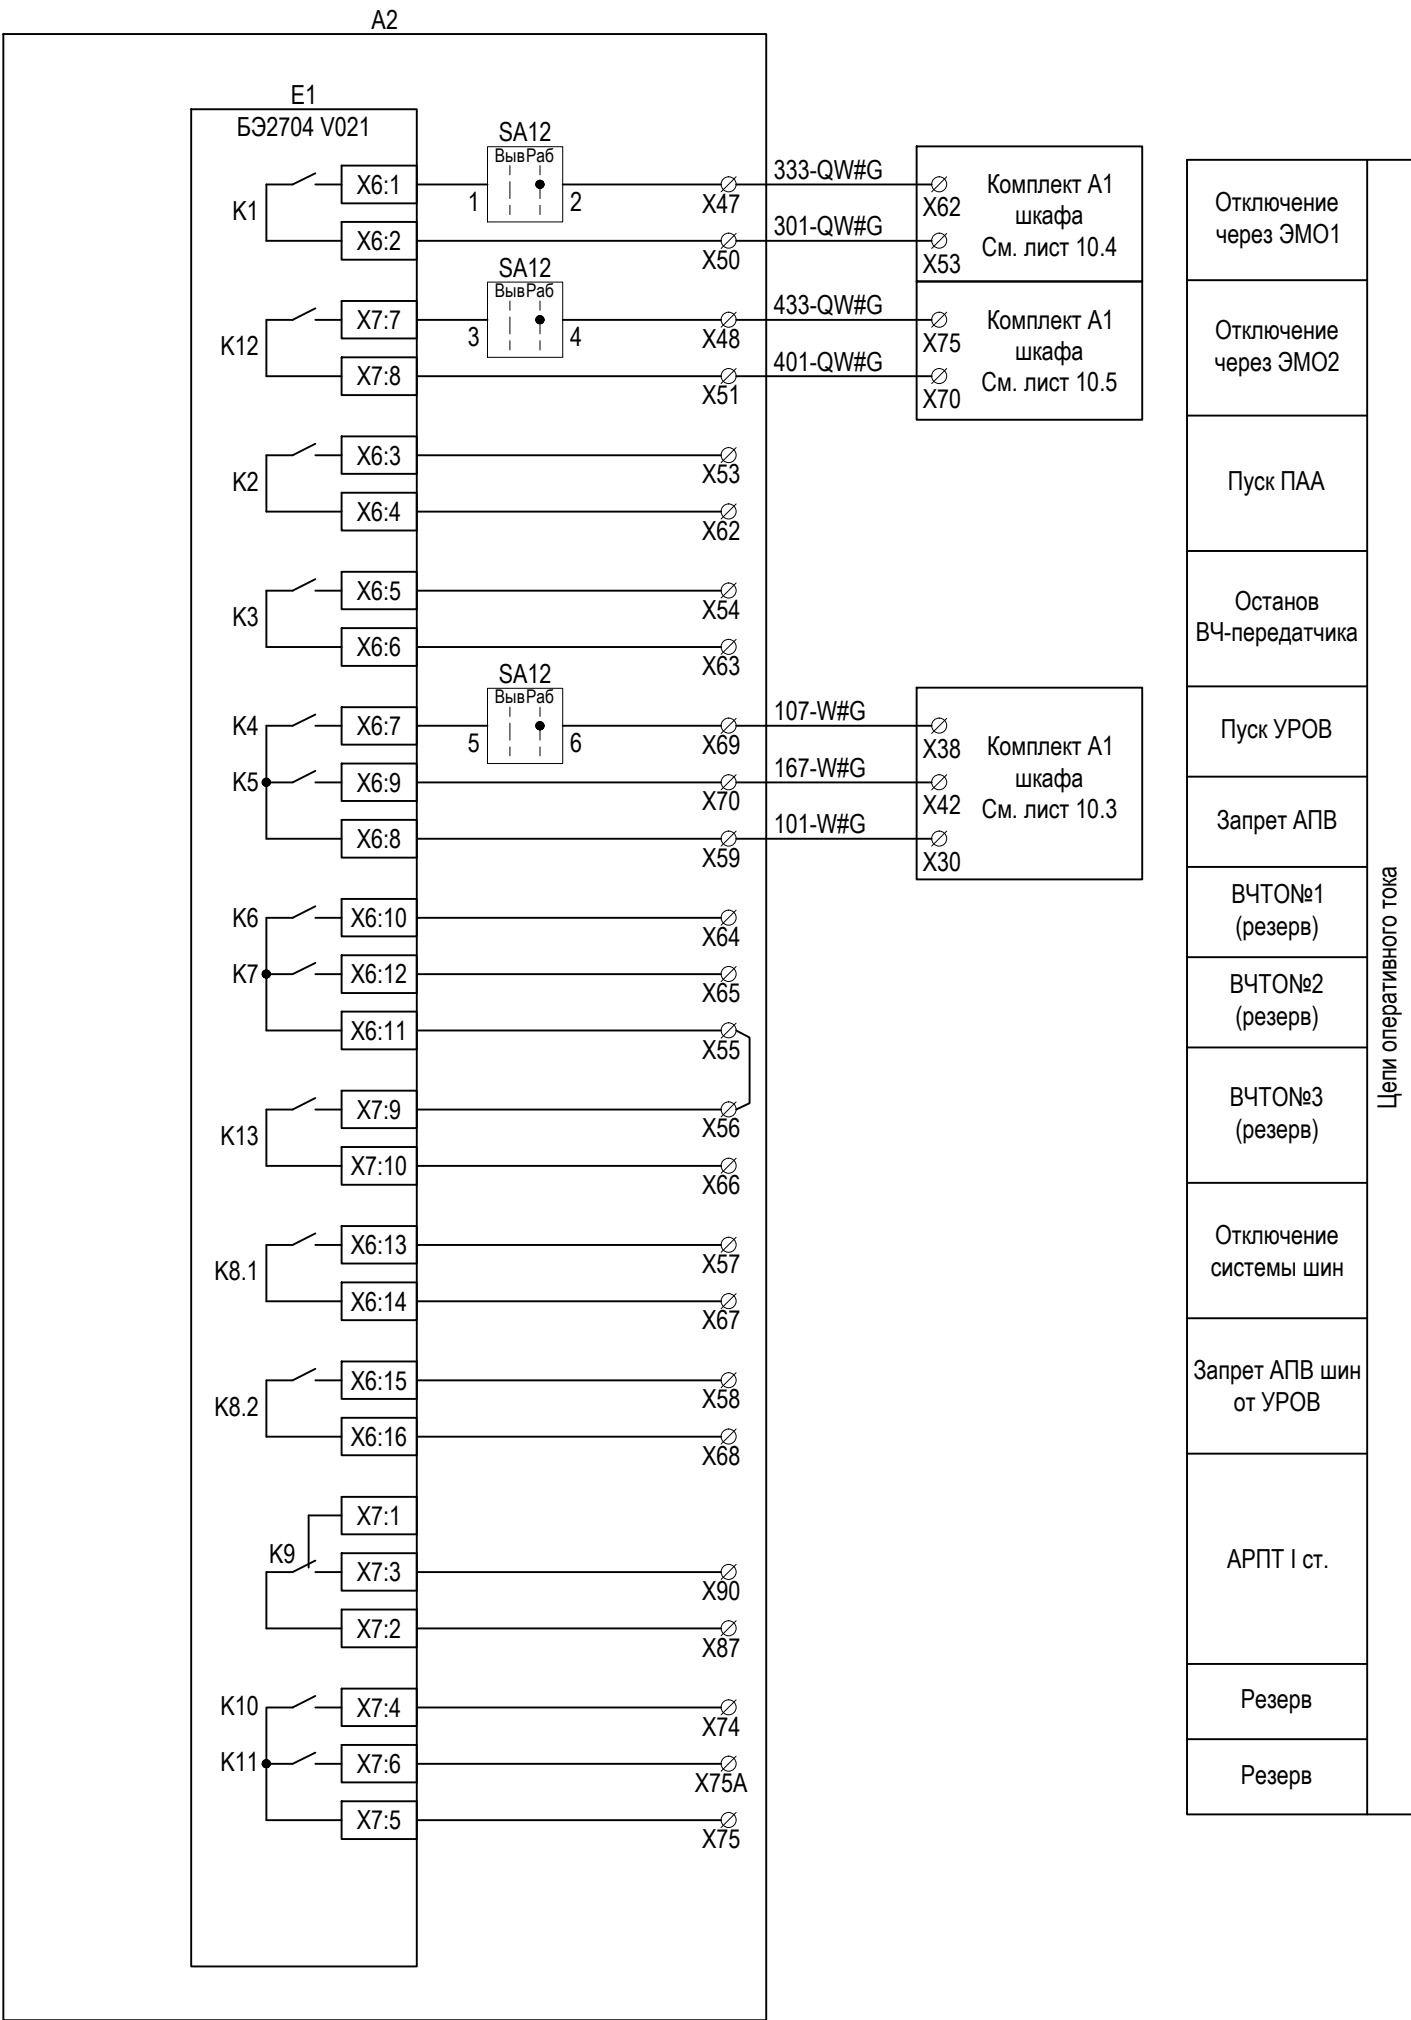 A2
E1
БЭ2704 V021
SA12
ВывРаб
K1
X6:1
1
2
X47
333-QW#G
X62
Комплект А1
шкафа
См. лист 10.4
X6:2
X50
301-QW#G
X53
Отключение
через ЭМО1
SA12
ВывРаб
K12
X7:7
3
4
X48
433-QW#G
X75
Комплект А1
шкафа
См. лист 10.5
X7:8
X51
401-QW#G
X70
Отключение
через ЭМО2
K2
X6:3
X53
X6:4
X62
Пуск ПАА
K3
X6:5
X54
X6:6
X63
Останов
ВЧ-передатчика
SA12
ВывРаб
K4
X6:7
5
6
X69
107-W#G
X38
Комплект А1
шкафа
См. лист 10.3
Пуск УРОВ
K5
X6:9
X70
167-W#G
X42
X6:8
X59
101-W#G
X30
Запрет АПВ
K6
X6:10
X64
ВЧТО№1
(резерв)
K7
X6:12
X65
X6:11
X55
ВЧТО№2
(резерв)
K13
X7:9
X56
X7:10
X66
ВЧТО№3
(резерв)
K8.1
X6:13
X57
X6:14
X67
Отключение
системы шин
K8.2
X6:15
X58
X6:16
X68
Запрет АПВ шин
от УРОВ
K9
X7:1
X7:3
X90
X7:2
X87
АРПТ I ст.
K10
X7:4
X74
Резерв
K11
X7:6
X75A
X7:5
X75
Резерв
Цепи оперативного тока